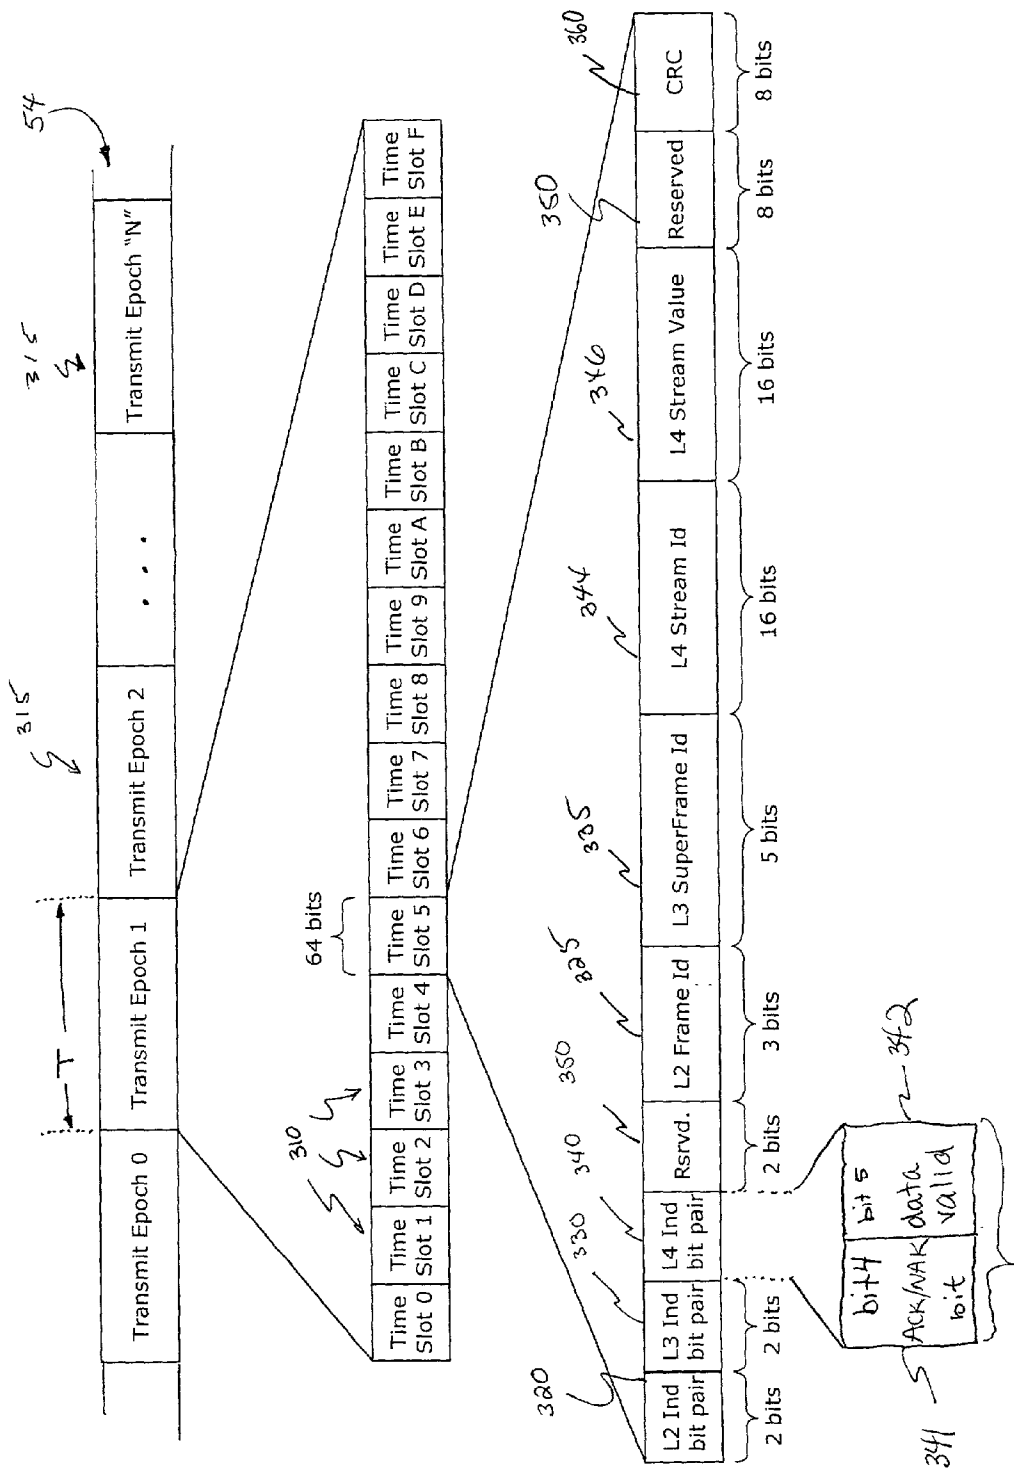 54
315
315
Transmit Epoch 0
Transmit Epoch 1
Transmit Epoch 2
. . .
Transmit Epoch "N"
T
64 bits
310
Time Slot 0
Time Slot 1
Time Slot 2
Time Slot 3
Time Slot 4
Time Slot 5
Time Slot 6
Time Slot 7
Time Slot 8
Time Slot 9
Time Slot A
Time Slot B
Time Slot C
Time Slot D
Time Slot E
Time Slot F
320
330
340
350
325
335
344
346
350
360
L2 Ind bit pair
L3 Ind bit pair
L4 Ind bit pair
Rsrvd.
L2 Frame Id
L3 SuperFrame Id
L4 Stream Id
L4 Stream Value
Reserved
CRC
2 bits
2 bits
2 bits
3 bits
5 bits
16 bits
16 bits
8 bits
8 bits
bit4
bit 5
ACK/NAK bit
data valid
341
342